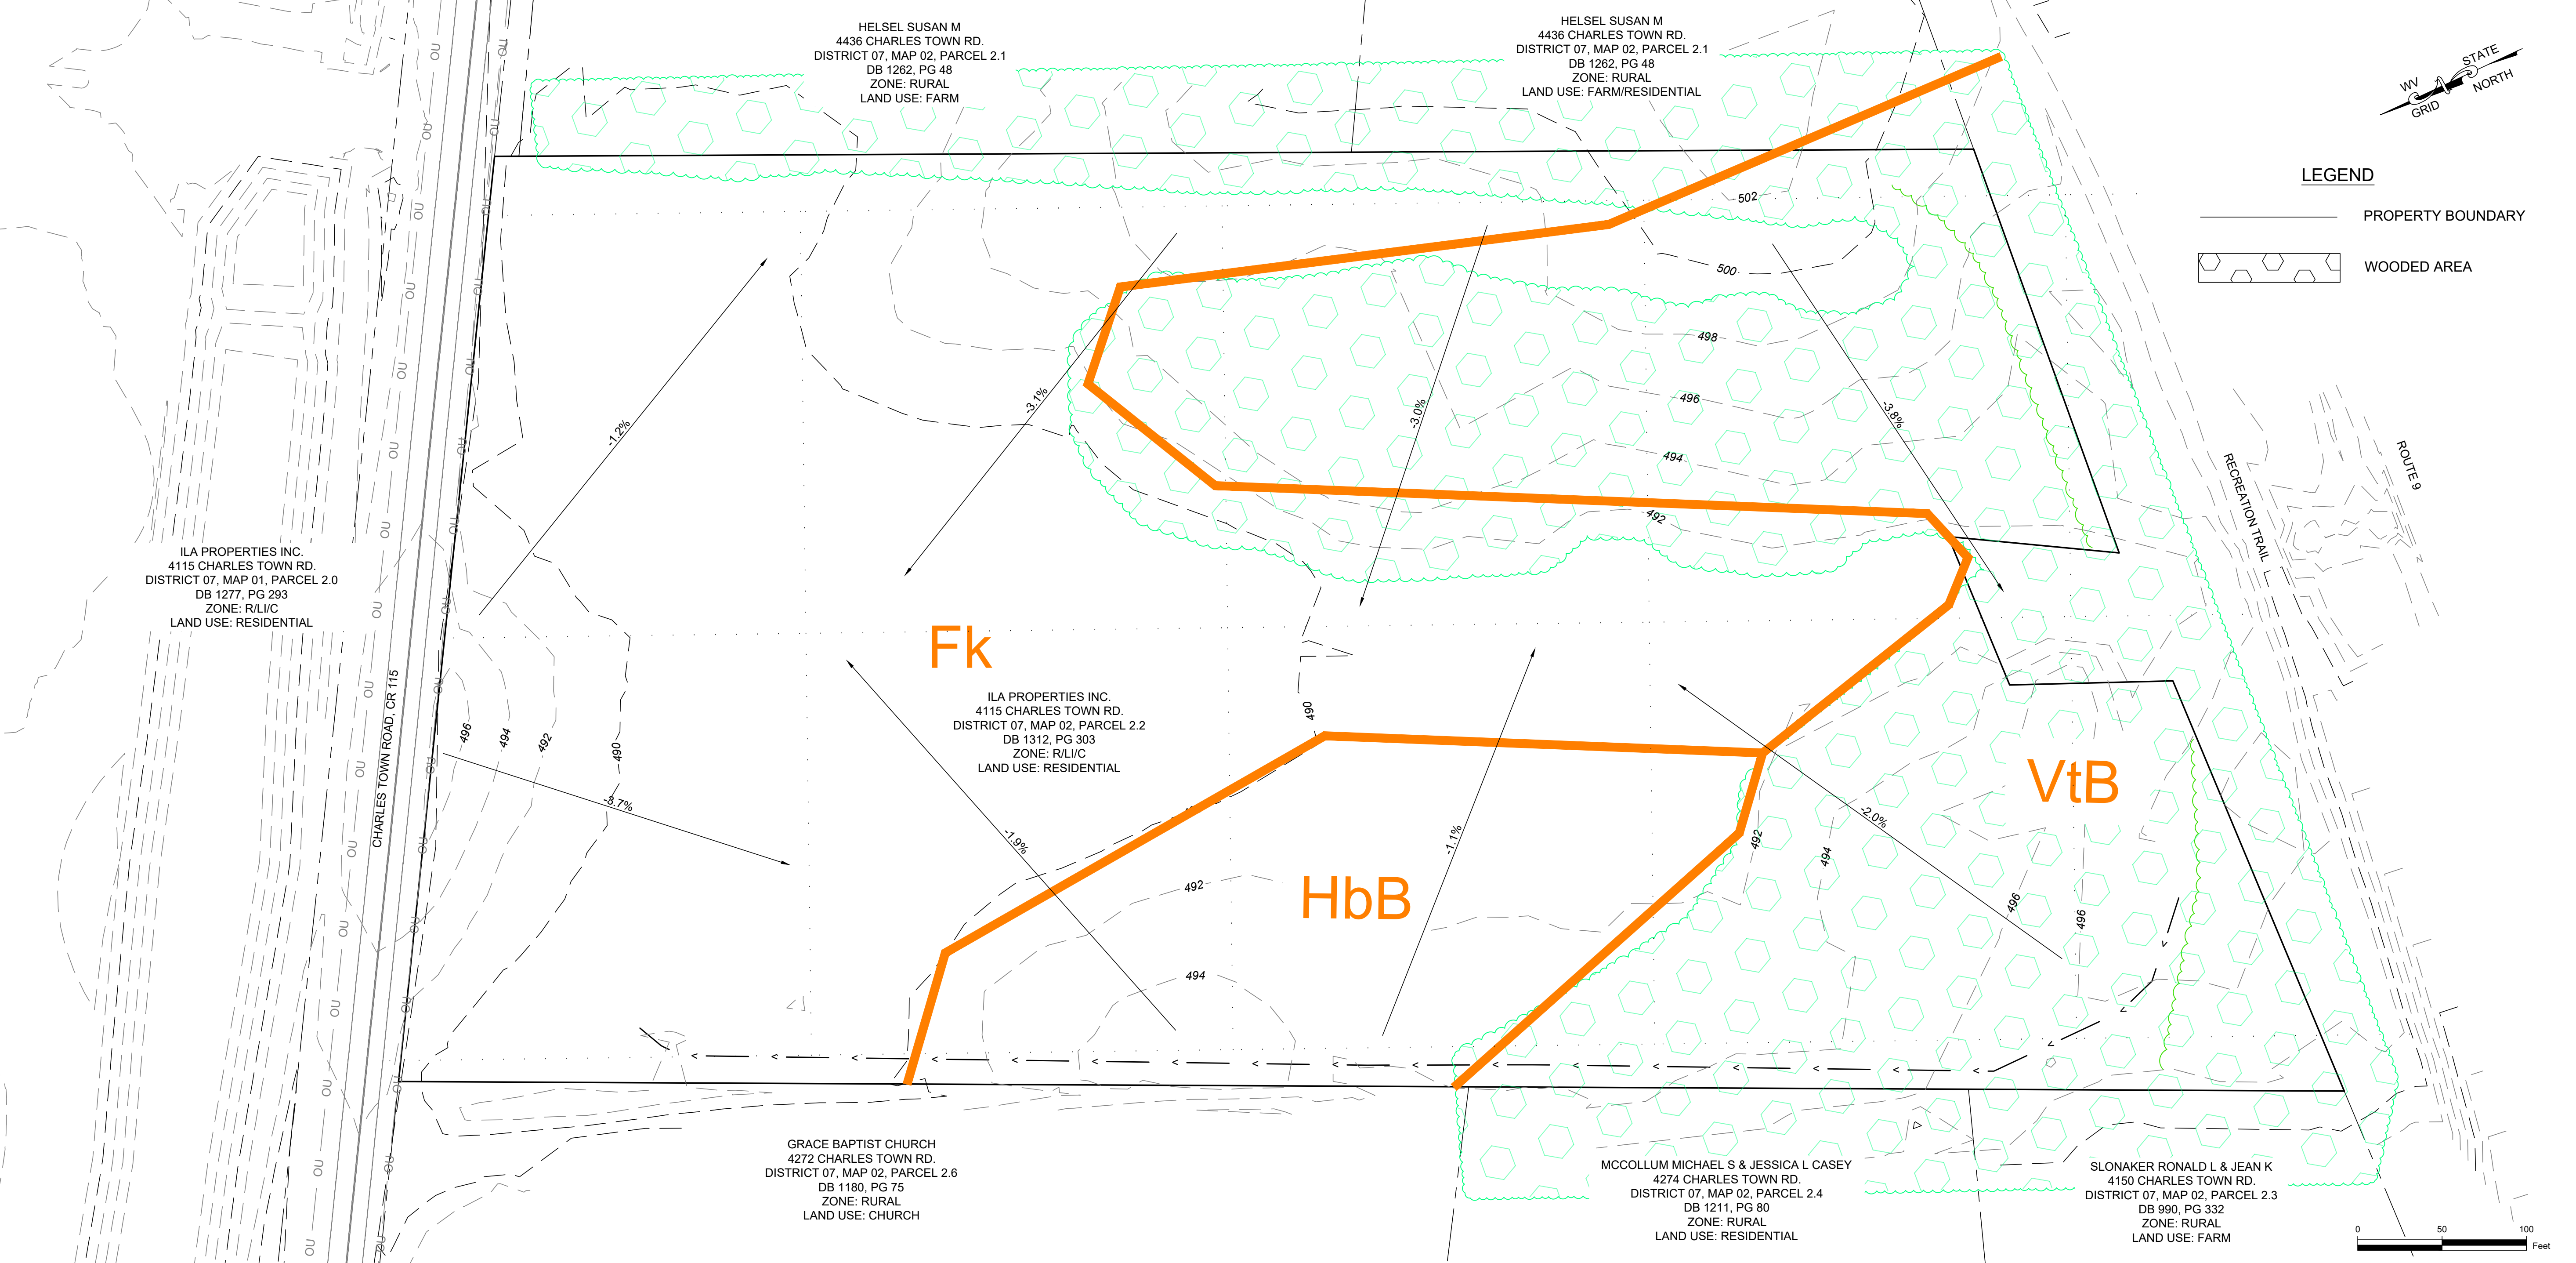 HELSEL SUSAN M
4436 CHARLES TOWN RD.
DISTRICT 07, MAP 02, PARCEL 2.1
DB 1262, PG 48
ZONE: RURAL
LAND USE: FARM
HELSEL SUSAN M
4436 CHARLES TOWN RD.
DISTRICT 07, MAP 02, PARCEL 2.1
DB 1262, PG 48
ZONE: RURAL
LAND USE: FARM/RESIDENTIAL
WV STATE
GRID NORTH
LEGEND
PROPERTY BOUNDARY
WOODED AREA
502
500
498
496
494
492
-1.2%
-3.1%
-3.0%
-3.8%
RECREATION TRAIL
ROUTE 9
ILA PROPERTIES INC.
4115 CHARLES TOWN RD.
DISTRICT 07, MAP 01, PARCEL 2.0
DB 1277, PG 293
ZONE: R/LI/C
LAND USE: RESIDENTIAL
CHARLES TOWN ROAD, CR 115
496
494
492
490
Fk
ILA PROPERTIES INC.
4115 CHARLES TOWN RD.
DISTRICT 07, MAP 02, PARCEL 2.2
DB 1312, PG 303
ZONE: R/LI/C
LAND USE: RESIDENTIAL
490
-3.7%
-1.9%
-1.1%
-2.0%
VtB
HbB
492
494
492
494
496
496
GRACE BAPTIST CHURCH
4272 CHARLES TOWN RD.
DISTRICT 07, MAP 02, PARCEL 2.6
DB 1180, PG 75
ZONE: RURAL
LAND USE: CHURCH
MCCOLLUM MICHAEL S & JESSICA L CASEY
4274 CHARLES TOWN RD.
DISTRICT 07, MAP 02, PARCEL 2.4
DB 1211, PG 80
ZONE: RURAL
LAND USE: RESIDENTIAL
SLONAKER RONALD L & JEAN K
4150 CHARLES TOWN RD.
DISTRICT 07, MAP 02, PARCEL 2.3
DB 990, PG 332
ZONE: RURAL
LAND USE: FARM
0 50 100
Feet